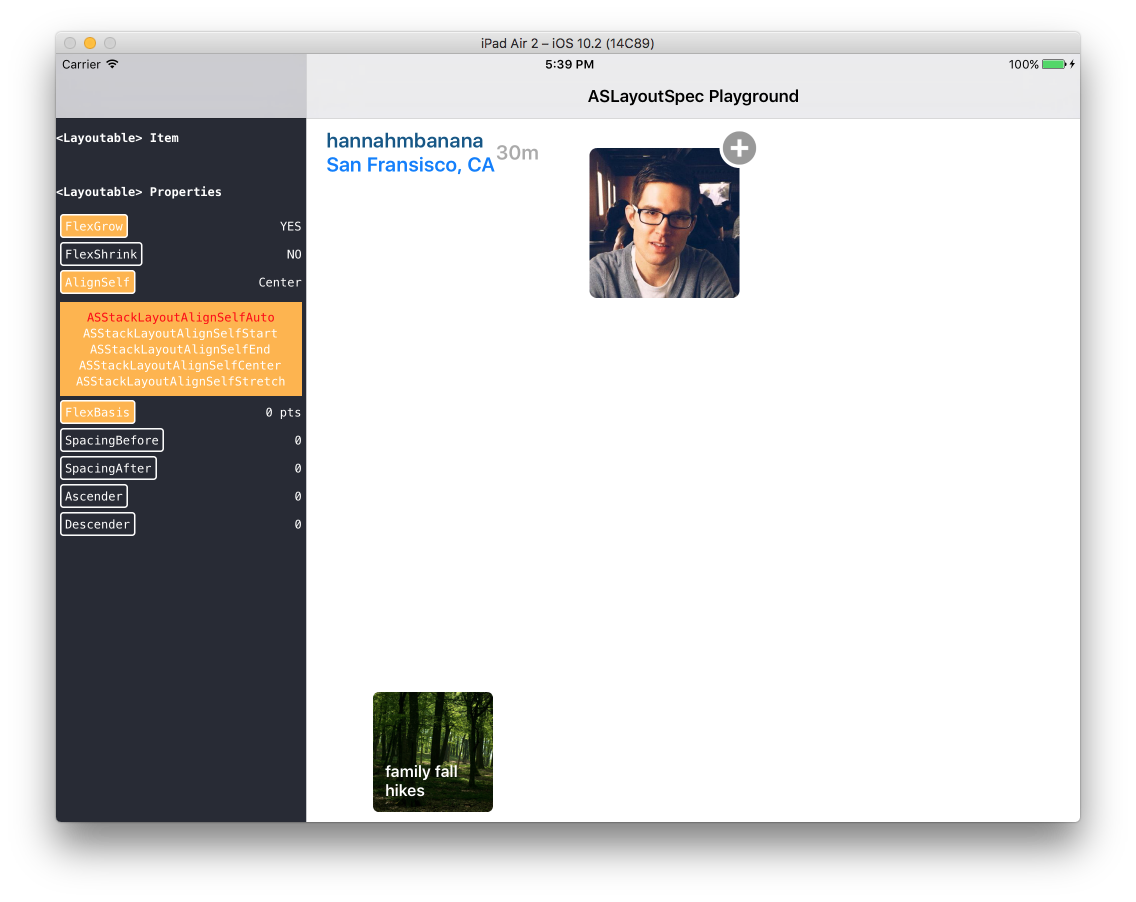 iPad Air 2 – iOS 10.2 (14C89)
Carrier 5:39 PM 100%
ASLayoutSpec Playground
<Layoutable> Item
<Layoutable> Properties
FlexGrow YES
FlexShrink NO
AlignSelf Center
ASStackLayoutAlignSelfAuto
ASStackLayoutAlignSelfStart
ASStackLayoutAlignSelfEnd
ASStackLayoutAlignSelfCenter
ASStackLayoutAlignSelfStretch
FlexBasis 0 pts
SpacingBefore 0
SpacingAfter 0
Ascender 0
Descender 0
hannahmbanana
San Fransisco, CA
30m
family fall
hikes